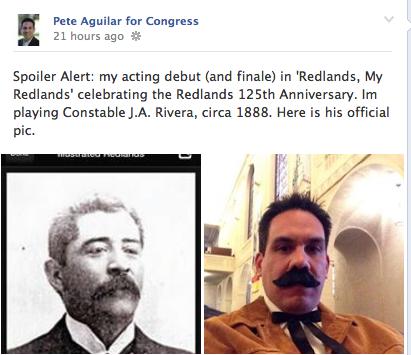 Pete Aguilar for Congress
21 hours ago
Spoiler Alert: my acting debut (and finale) in 'Redlands, My
Redlands' celebrating the Redlands 125th Anniversary. Im
playing Constable J.A. Rivera, circa 1888. Here is his official
pic.
Illustrated Redlands